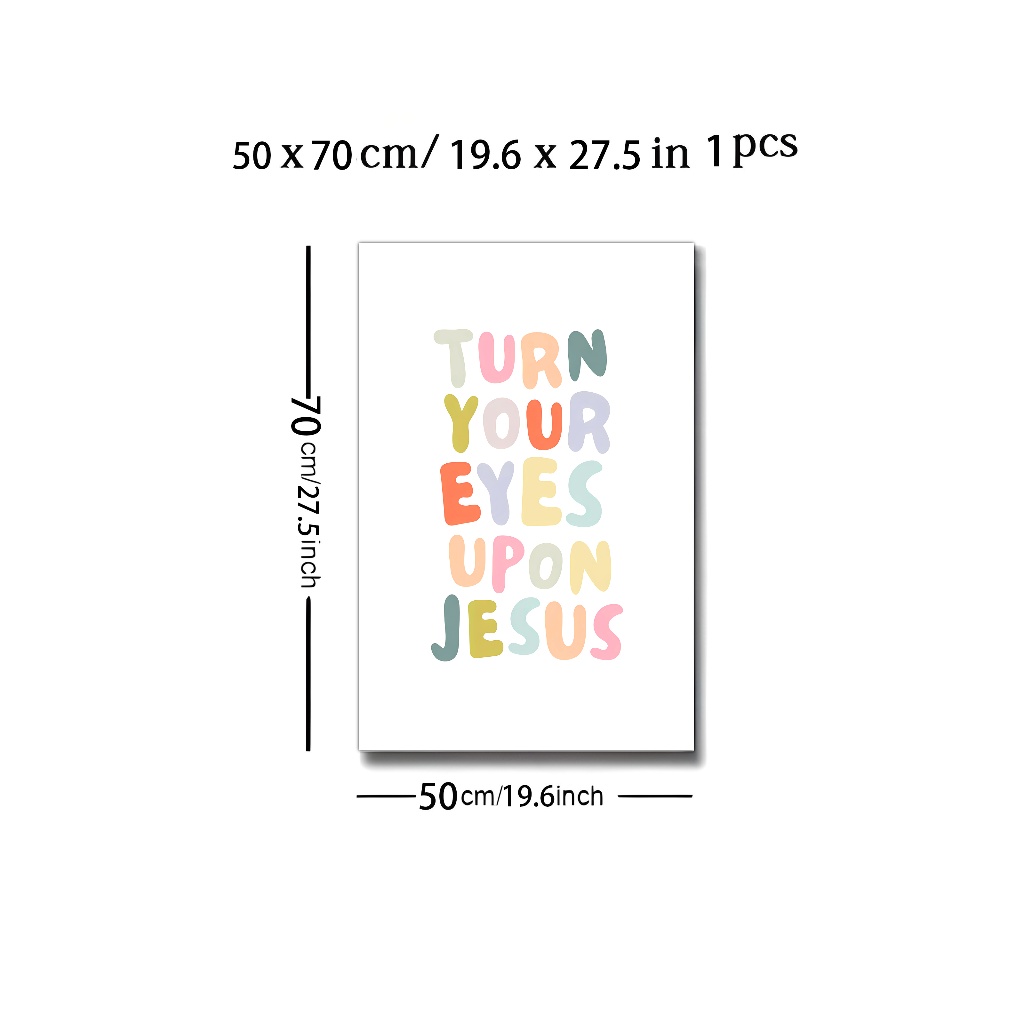 50 x 70 cm/ 19.6 x 27.5 in 1 pcs
70 cm/27.5 inch
TURN
YOUR
EYES
UPON
JESUS
50 cm/19.6 inch